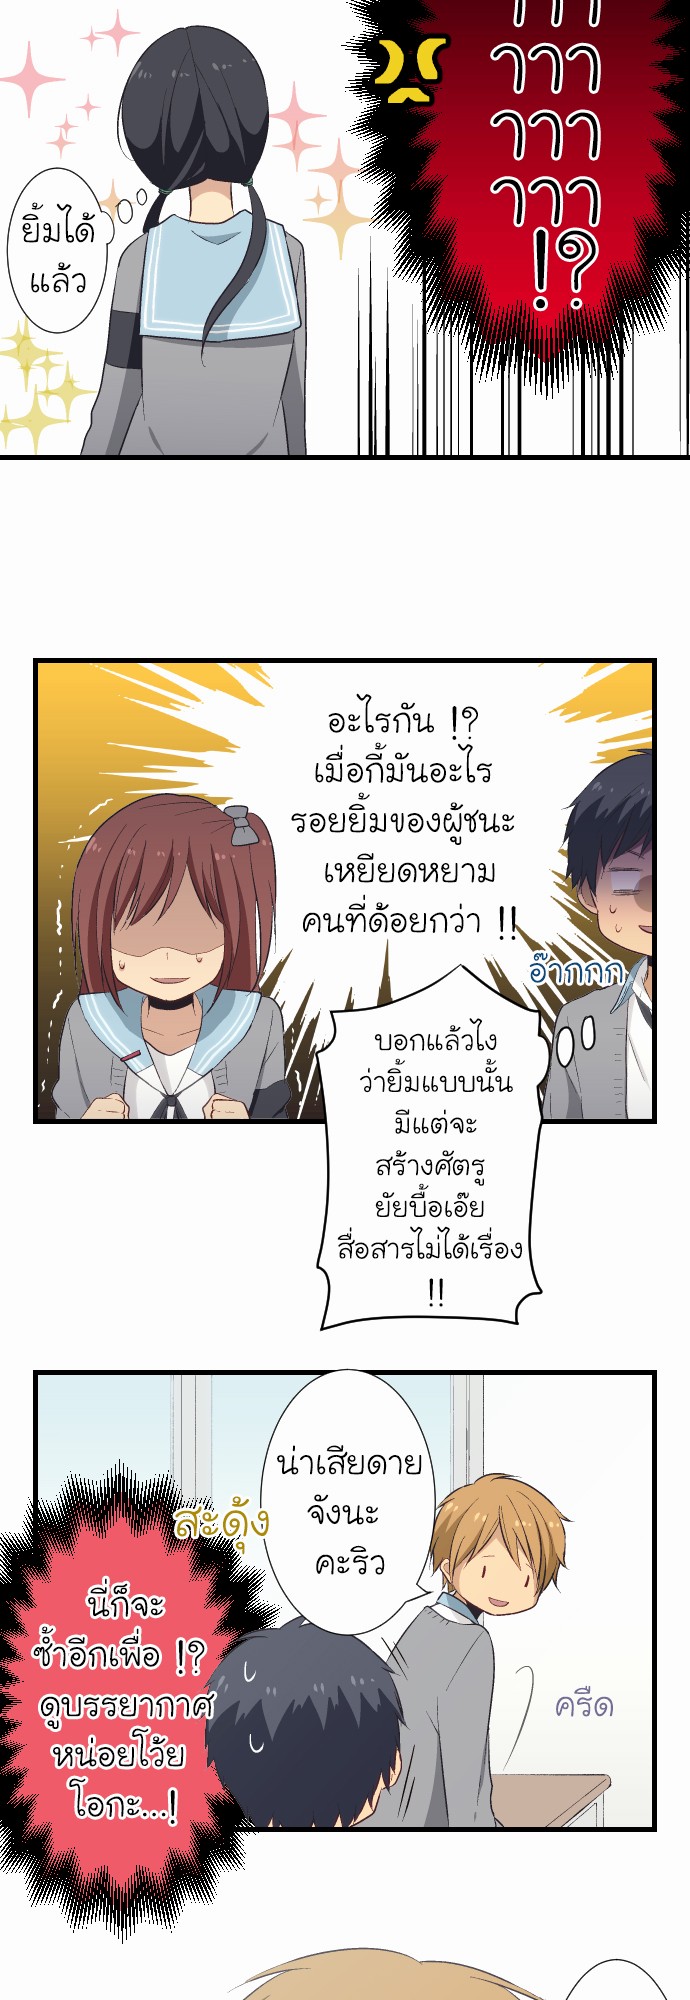 าาา
าาา
าาา
าาา
!?
ยิ้มได้
แล้ว
อะไรกัน !?
เมื่อกี้มันอะไร
รอยยิ้มของผู้ชนะ
เหยียดหยาม
คนที่ด้อยกว่า !!
อ๊ากกก
บอกแล้วไง
ว่ายิ้มแบบนั้น
มีแต่จะ
สร้างศัตรู
ยัยบื้อเอ๊ย
สื่อสารไม่ได้เรื่อง
!!
น่าเสียดาย
จังนะ
คะริว
สะดุ้ง
นี่ก็จะ
ซ้ำอีกเพื่อ !?
ดูบรรยากาศ
หน่อยโว้ย
โอกะ...!
ครืด